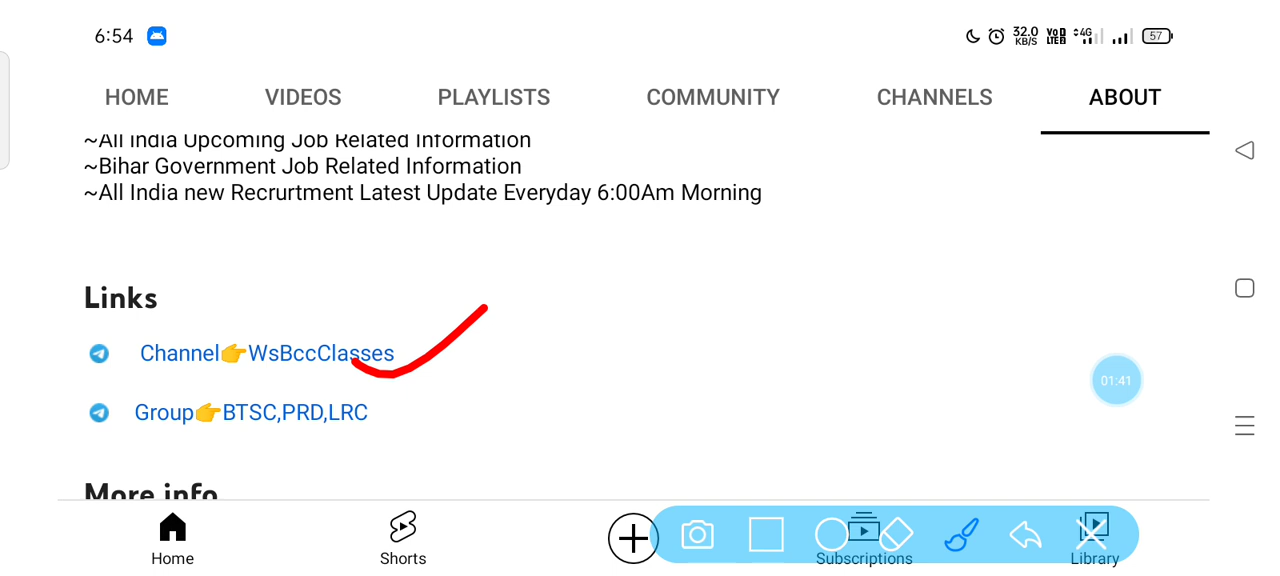 6:54
32.0 KB/S VoD LTE2 4G 57
HOME VIDEOS PLAYLISTS COMMUNITY CHANNELS ABOUT
~All India Upcoming Job Related Information
~Bihar Government Job Related Information
~All India new Recrurtment Latest Update Everyday 6:00Am Morning
Links
Channel👉WsBccClasses
01:41
Group👉BTSC,PRD,LRC
More info
Home Shorts Subscriptions Library